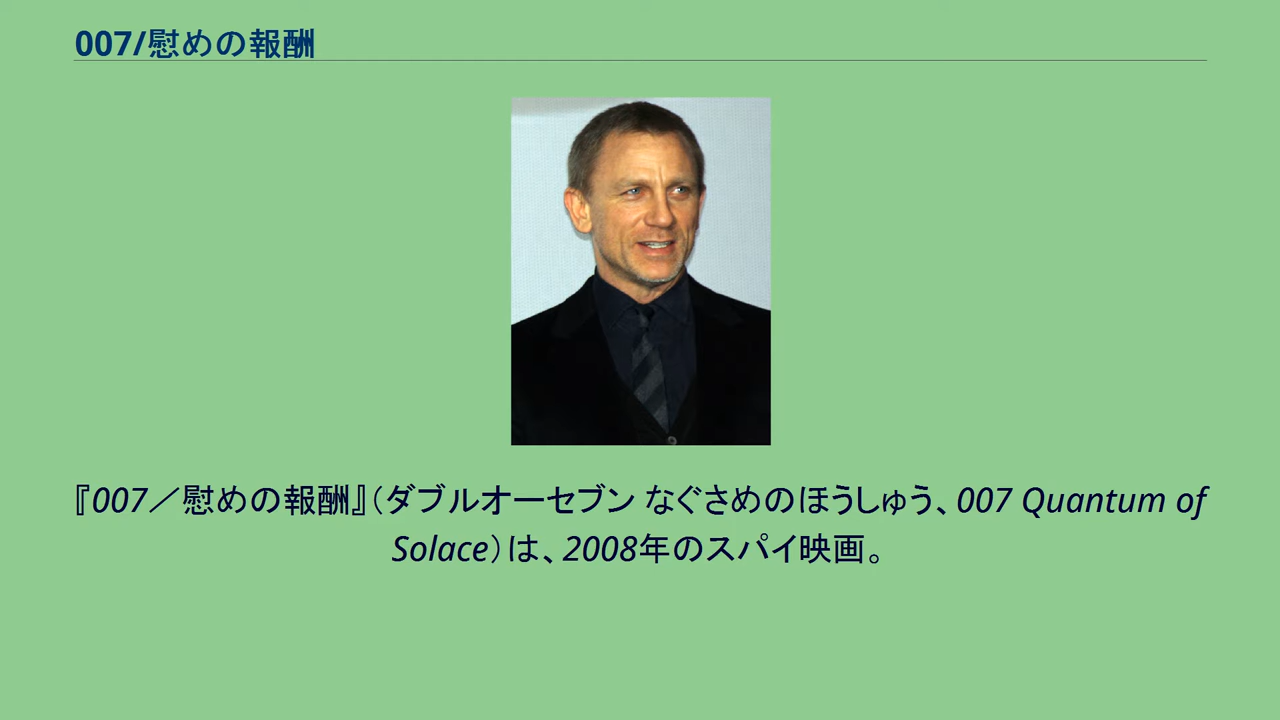 007/慰めの報酬
『007／慰めの報酬』（ダブルオーセブン なぐさめのほうしゅう、007 Quantum of
Solace）は、2008年のスパイ映画。